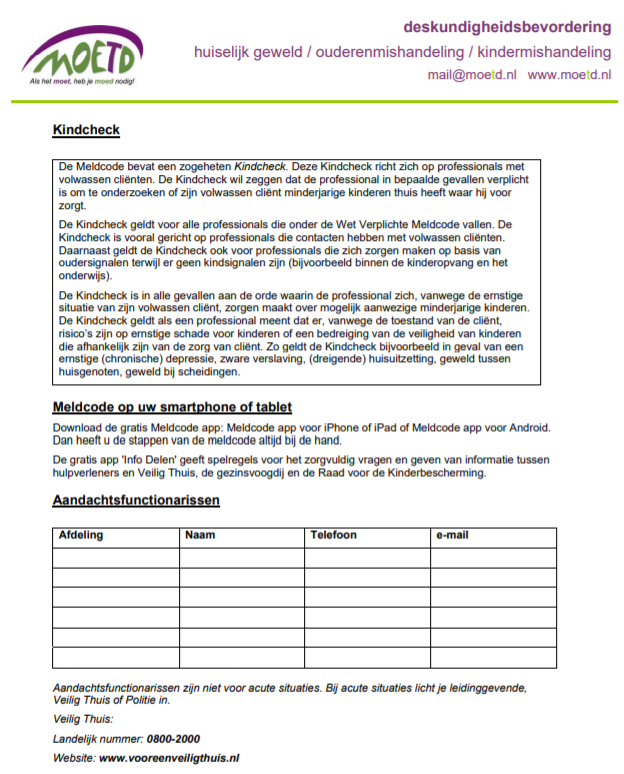 MOETD
Als het moet, heb je moed nodig!
deskundigheidsbevordering
huiselijk geweld / ouderenmishandeling / kindermishandeling
mail@moetd.nl www.moetd.nl
Kindcheck
De Meldcode bevat een zogeheten Kindcheck. Deze Kindcheck richt zich op professionals met
volwassen cliënten. De Kindcheck wil zeggen dat de professional in bepaalde gevallen verplicht
is om te onderzoeken of zijn volwassen cliënt minderjarige kinderen thuis heeft waar hij voor
zorgt.
De Kindcheck geldt voor alle professionals die onder de Wet Verplichte Meldcode vallen. De
Kindcheck is vooral gericht op professionals die contacten hebben met volwassen cliënten.
Daarnaast geldt de Kindcheck ook voor professionals die zich zorgen maken op basis van
oudersignalen terwijl er geen kindsignalen zijn (bijvoorbeeld binnen de kinderopvang en het
onderwijs).
De Kindcheck is in alle gevallen aan de orde waarin de professional zich, vanwege de ernstige
situatie van zijn volwassen cliënt, zorgen maakt over mogelijk aanwezige minderjarige kinderen.
De Kindcheck geldt als een professional meent dat er, vanwege de toestand van de cliënt,
risico's zijn op ernstige schade voor kinderen of een bedreiging van de veiligheid van kinderen
die afhankelijk zijn van de zorg van cliënt. Zo geldt de Kindcheck bijvoorbeeld in geval van een
ernstige (chronische) depressie, zware verslaving, (dreigende) huisuitzetting, geweld tussen
huisgenoten, geweld bij scheidingen.
Meldcode op uw smartphone of tablet
Download de gratis Meldcode app: Meldcode app voor iPhone of iPad of Meldcode app voor Android.
Dan heeft u de stappen van de meldcode altijd bij de hand.
De gratis app 'Info Delen' geeft spelregels voor het zorgvuldig vragen en geven van informatie tussen
hulpverleners en Veilig Thuis, de gezinsvoogdij en de Raad voor de Kinderbescherming.
Aandachtsfunctionarissen
Afdeling Naam Telefoon e-mail
Aandachtsfunctionarissen zijn niet voor acute situaties. Bij acute situaties licht je leidinggevende,
Veilig Thuis of Politie in.
Veilig Thuis:
Landelijk nummer: 0800-2000
Website: www.vooreenveiligthuis.nl